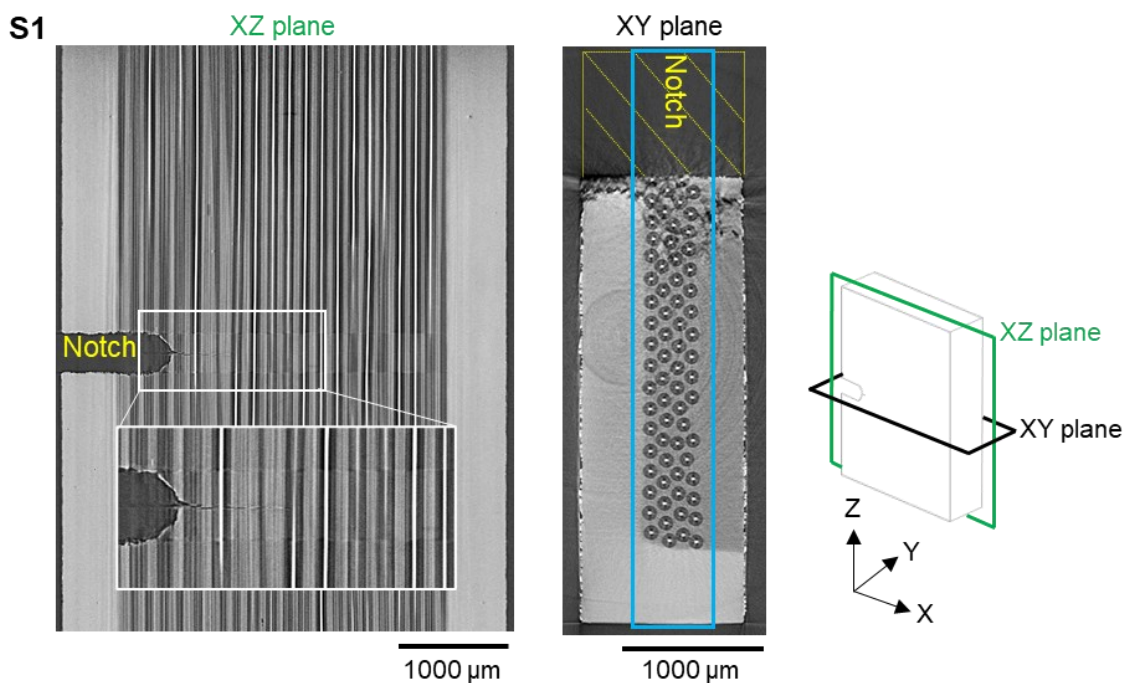 S1
XZ plane
XY plane
Notch
Notch
XZ plane
XY plane
Z
Y
X
1000 µm
1000 µm